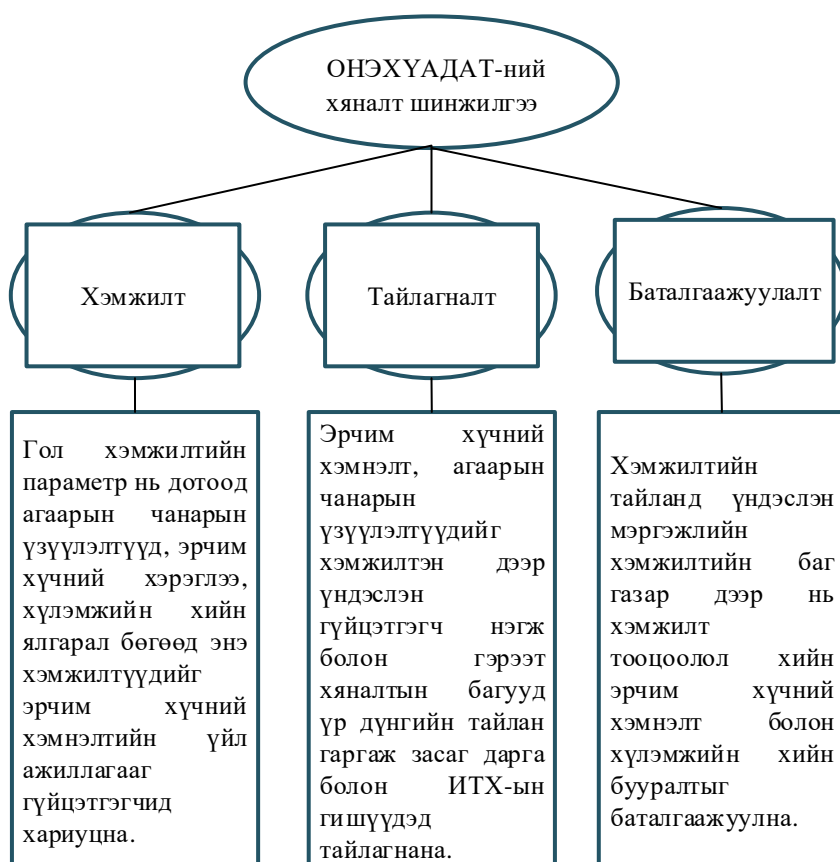 ОНЭХҮАДАТ-ний
хяналт шинжилгээ
Хэмжилт
Тайлагналт
Баталгаажуулалт
Гол хэмжилтийн
параметр нь дотоод
агаарын чанарын
үзүүлэлтүүд, эрчим
хүчний хэрэглээ,
хүлэмжийн хийн
ялгарал бөгөөд энэ
хэмжилтүүдийг
эрчим хүчний
хэмнэлтийн үйл
ажиллагааг
гүйцэтгэгчид
хариуцна.
Эрчим хүчний
хэмнэлт, агаарын
чанарын
үзүүлэлтүүдийг
хэмжилтэн дээр
үндэслэн
гүйцэтгэгч нэгж
болон гэрээт
хяналтын багууд
үр дүнгийн тайлан
гаргаж засаг дарга
болон ИТХ-ын
гишүүдэд
тайлагнана.
Хэмжилтийн
тайланд үндэслэн
мэргэжлийн
хэмжилтийн баг
газар дээр нь
хэмжилт
тооцоолол хийн
эрчим хүчний
хэмнэлт болон
хүлэмжийн хийн
бууралтыг
баталгаажуулна.